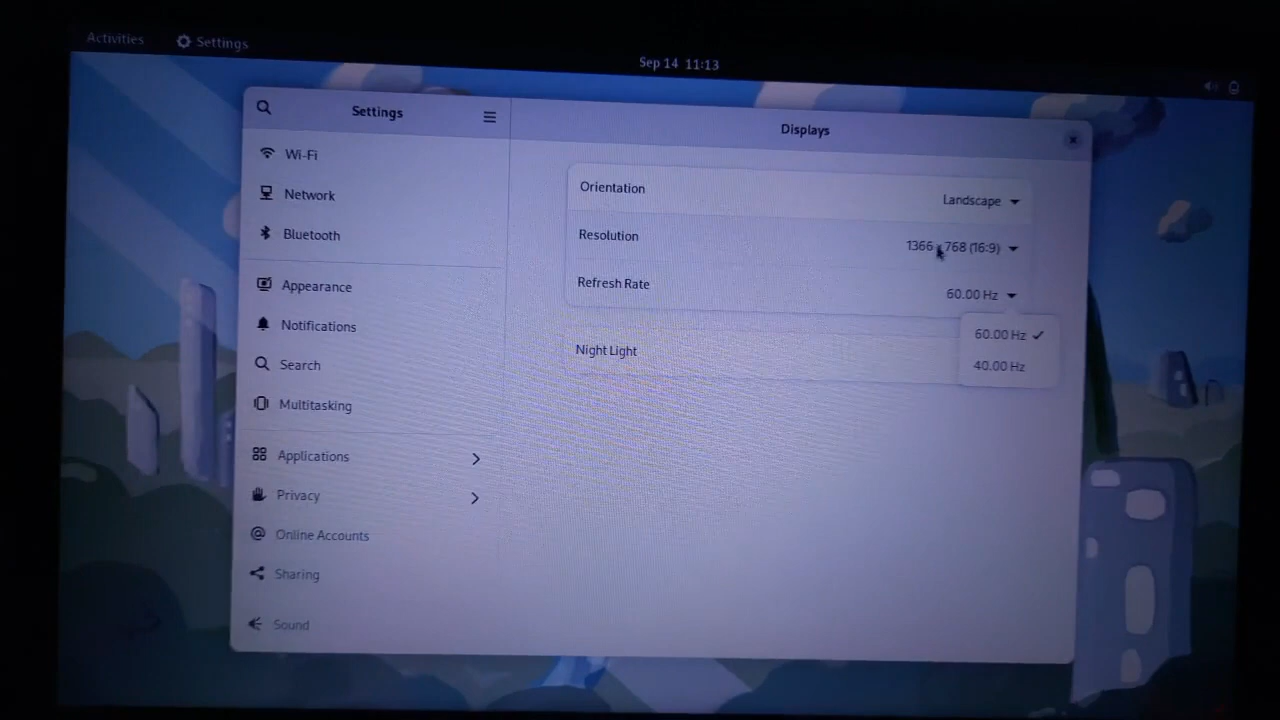 Activities
Settings
Sep 14 11:13
Settings
Displays
Wi-Fi
Network
Bluetooth
Appearance
Notifications
Search
Multitasking
Applications
Privacy
Online Accounts
Sharing
Sound
Orientation
Landscape
Resolution
1366 x 768 (16:9)
Refresh Rate
60.00 Hz
60.00 Hz
40.00 Hz
Night Light